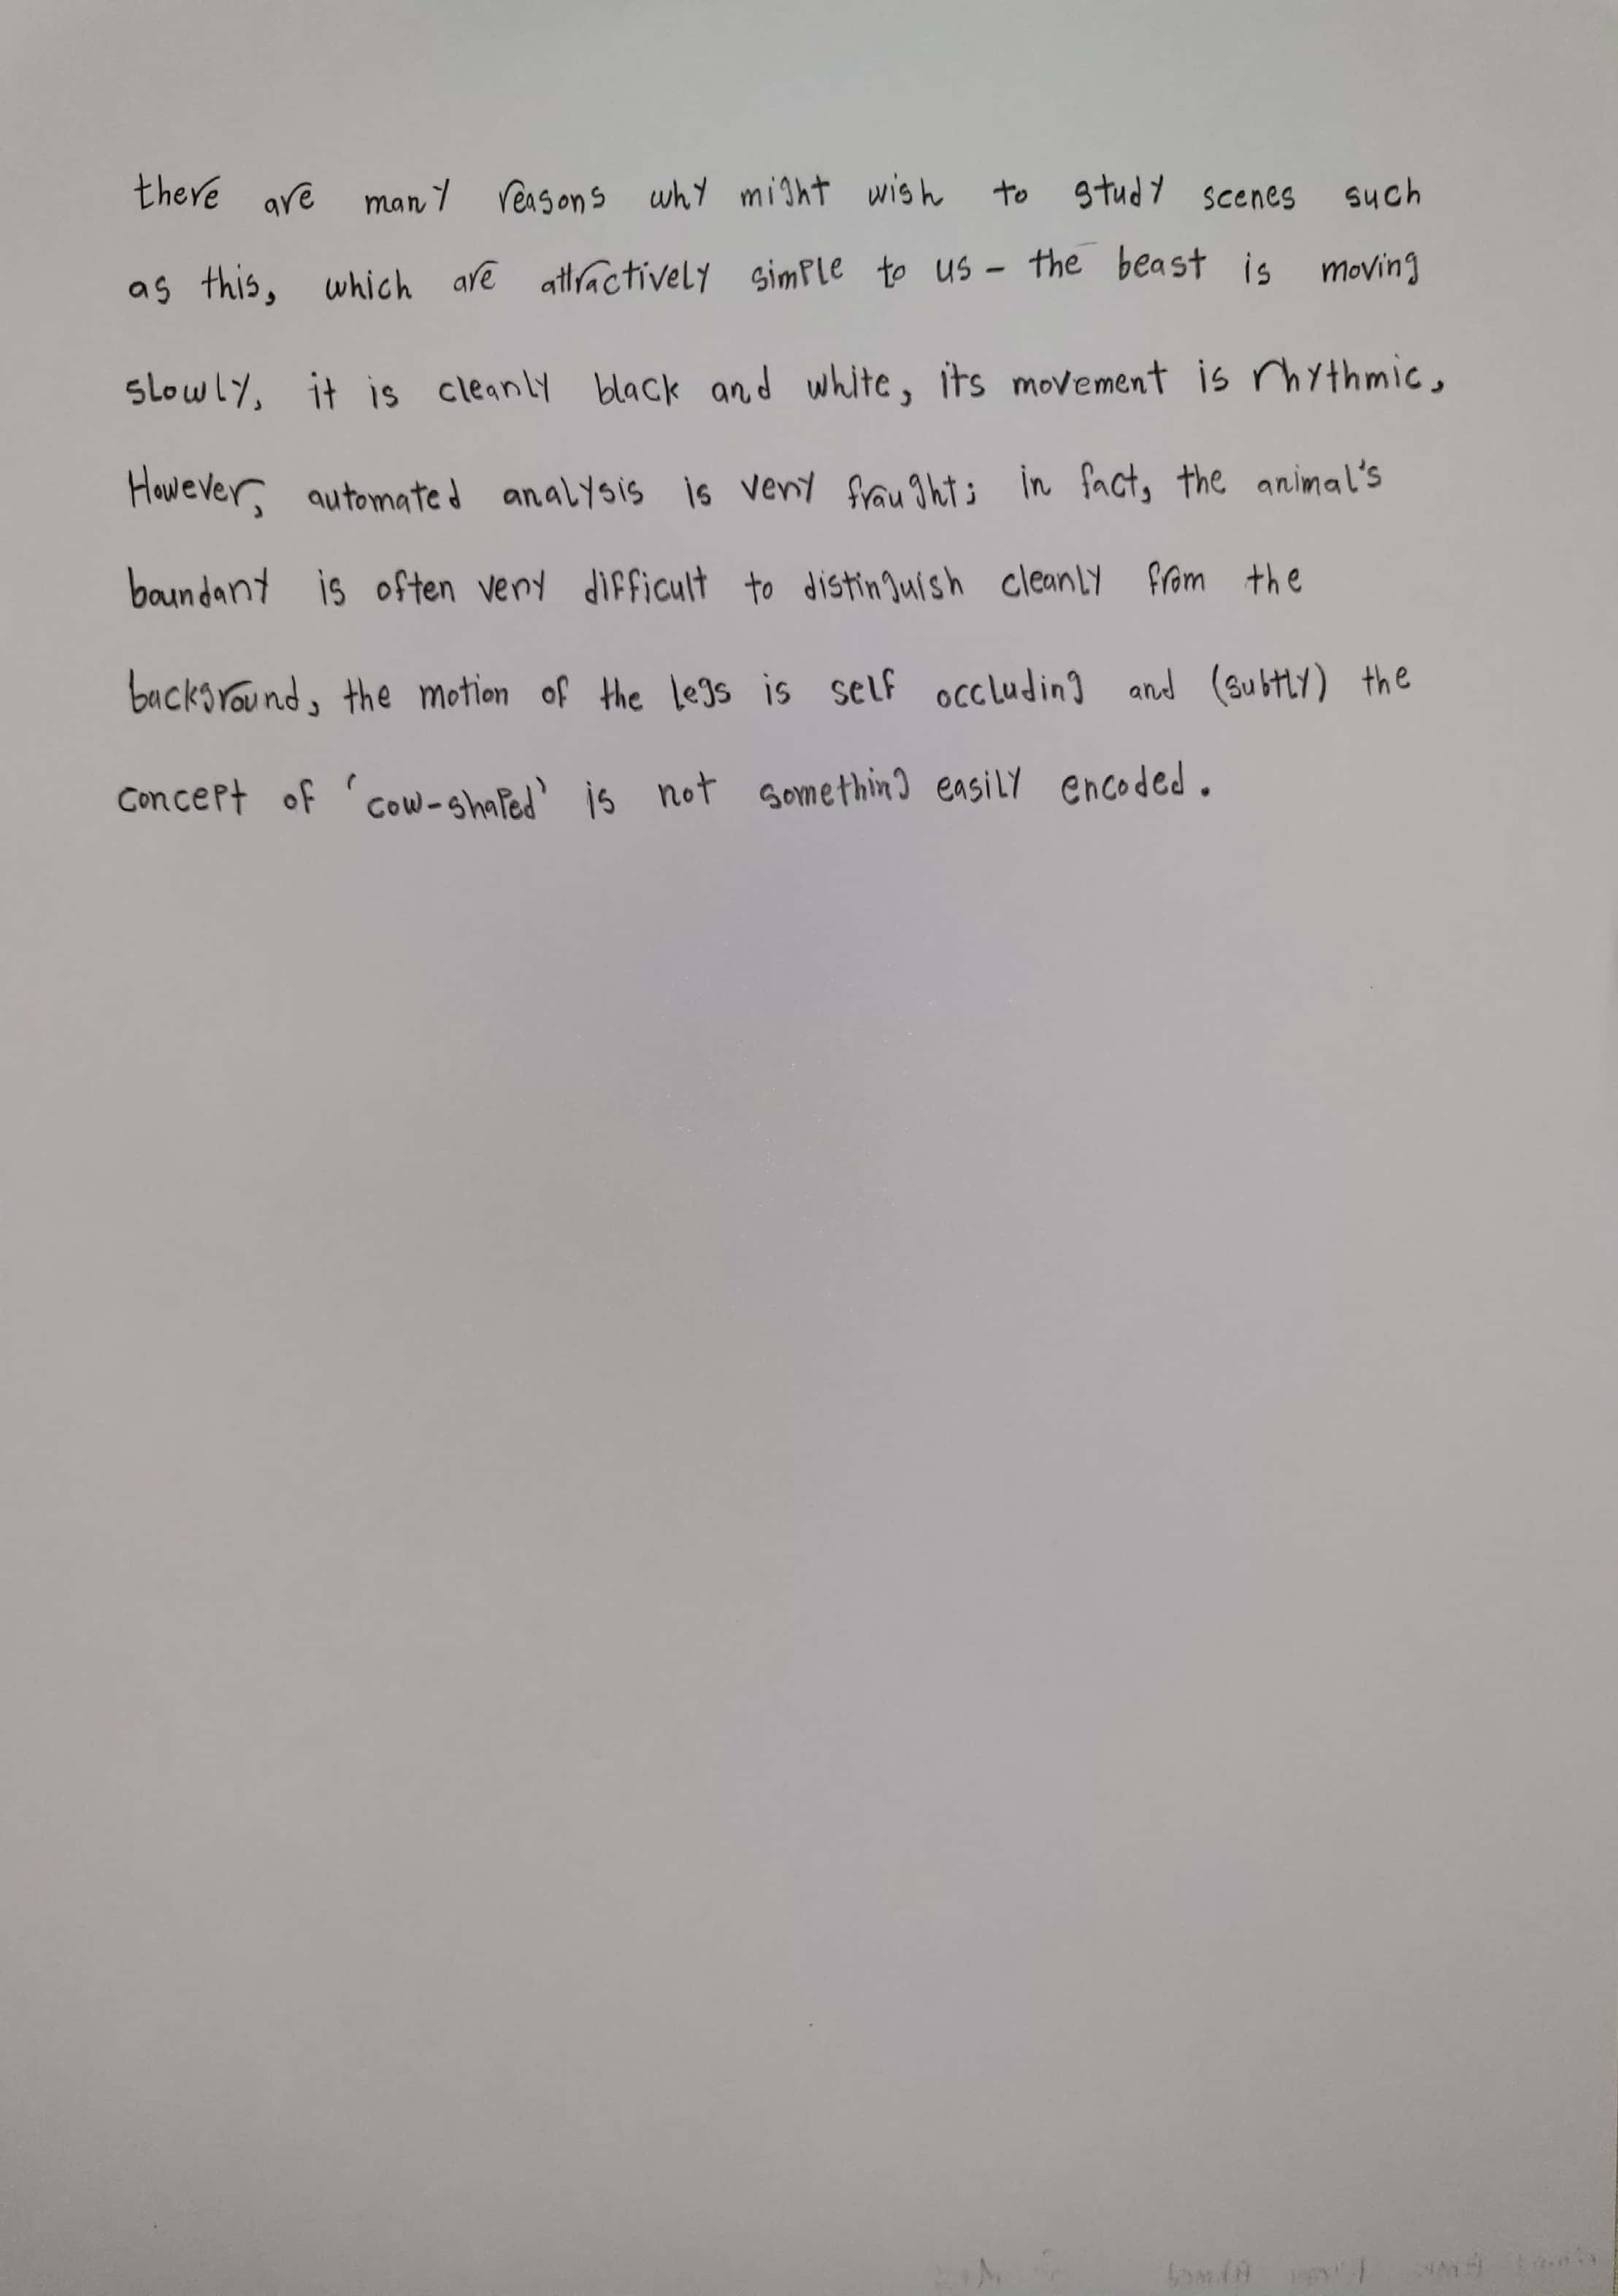 there are many reasons why might wish to study scenes such
as this, which are attractively simple to us - the beast is moving
slowly, it is cleanly black and white, its movement is rhythmic,
However, automated analysis is very fraught; in fact, the animal's
boundary is often very difficult to distinguish cleanly from the
background, the motion of the legs is self occluding and (subtly) the
concept of 'cow-shaped' is not something easily encoded.